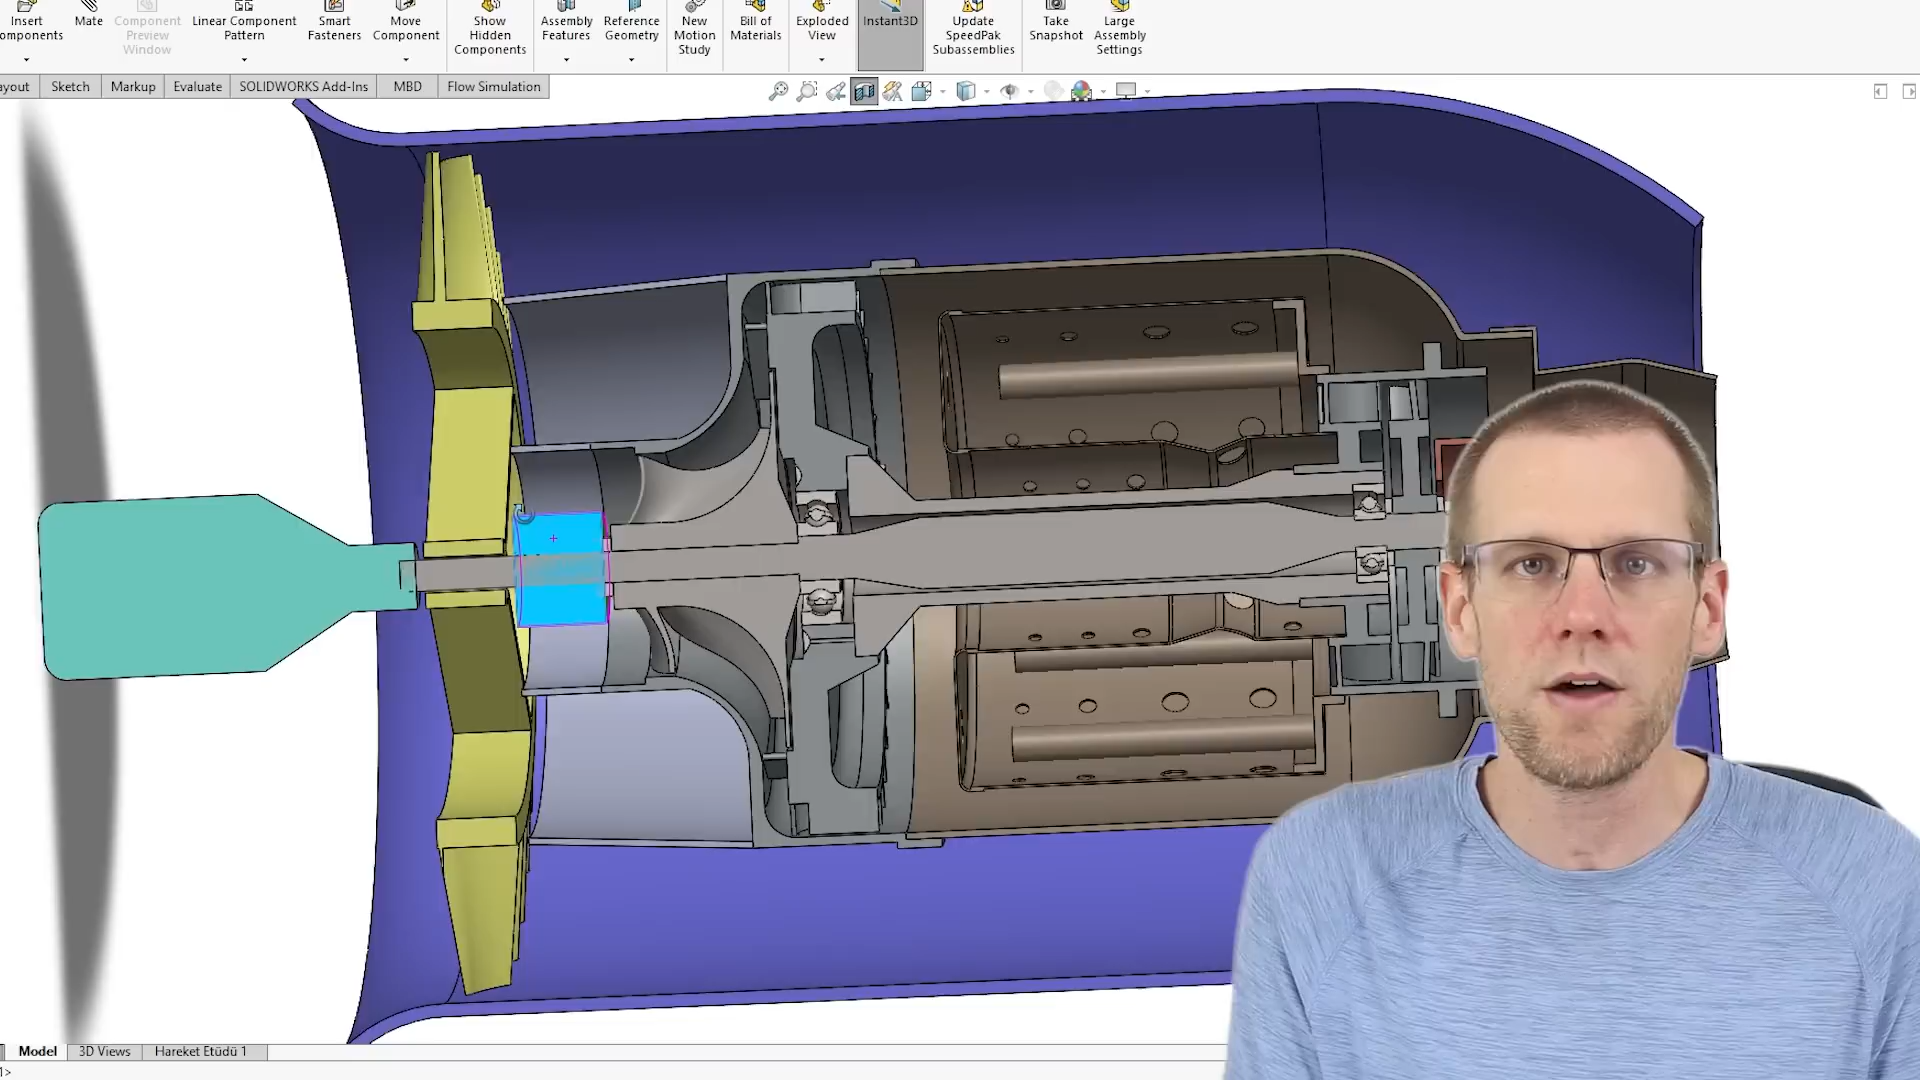 Insert
omponents
Mate
Component
Preview
Window
Linear Component
Pattern
Smart
Fasteners
Move
Component
Show
Hidden
Components
Assembly
Features
Reference
Geometry
New
Motion
Study
Bill of
Materials
Exploded
View
Instant3D
Update
SpeedPak
Subassemblies
Take
Snapshot
Large
Assembly
Settings
ayout
Sketch
Markup
Evaluate
SOLIDWORKS Add-Ins
MBD
Flow Simulation
Model
3D Views
Hareket Etüdü 1
1>